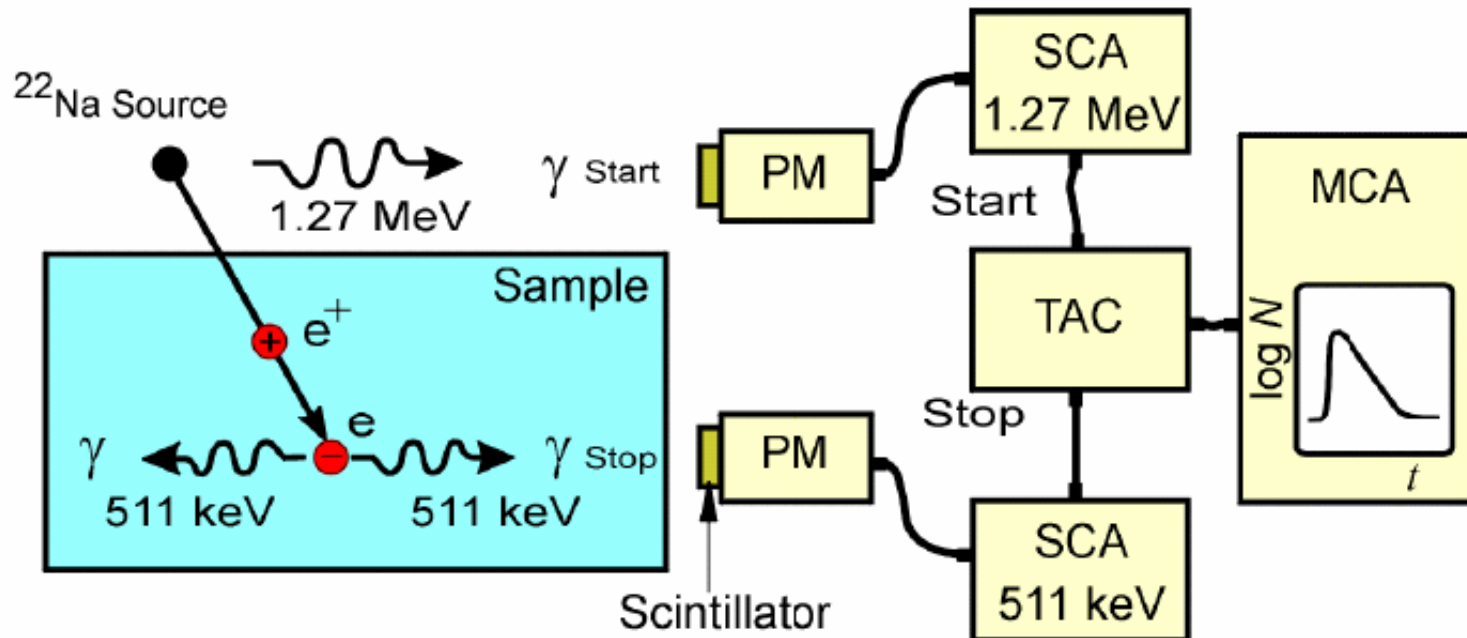 ²²Na Source
1.27 MeV
γ Start
PM
SCA
1.27 MeV
Start
MCA
Sample
e⁺
TAC
log N
t
e
Stop
γ
γ Stop
PM
511 keV
511 keV
SCA
511 keV
Scintillator
+
−